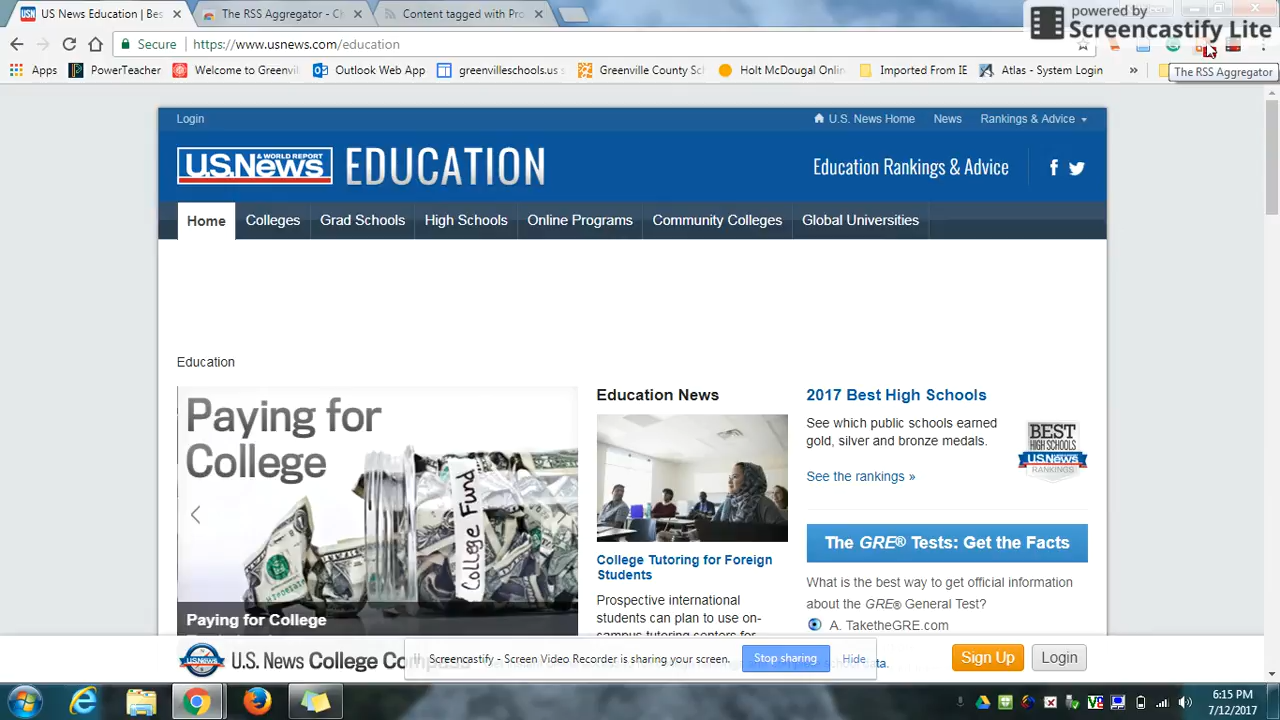 US News Education | Bes
The RSS Aggregator - C
Content tagged with Pro
powered by
Screencastify Lite
Secure
https://www.usnews.com/education
Apps
PowerTeacher
Welcome to Greenvil
Outlook Web App
greenvilleschools.us
Greenville County Sc
Holt McDougal Onlin
Imported From IE
Atlas - System Login
»
The RSS Aggregator
Login
U.S. News Home
News
Rankings & Advice
U.S.News & WORLD REPORT
EDUCATION
Education Rankings & Advice
Home
Colleges
Grad Schools
High Schools
Online Programs
Community Colleges
Global Universities
Education
Paying for
College
College Fund
Paying for College
Education News
College Tutoring for Foreign
Students
Prospective international
students can plan to use on-
campus tutoring centers for
2017 Best High Schools
See which public schools earned
gold, silver and bronze medals.
See the rankings »
BEST
HIGH SCHOOLS
U.S.News
RANKINGS
The GRE® Tests: Get the Facts
What is the best way to get official information
about the GRE® General Test?
A. TaketheGRE.com
U.S. News College Co
Screencastify - Screen Video Recorder is sharing your screen.
Stop sharing
Hide
data.
Sign Up
Login
6:15 PM
7/12/2017